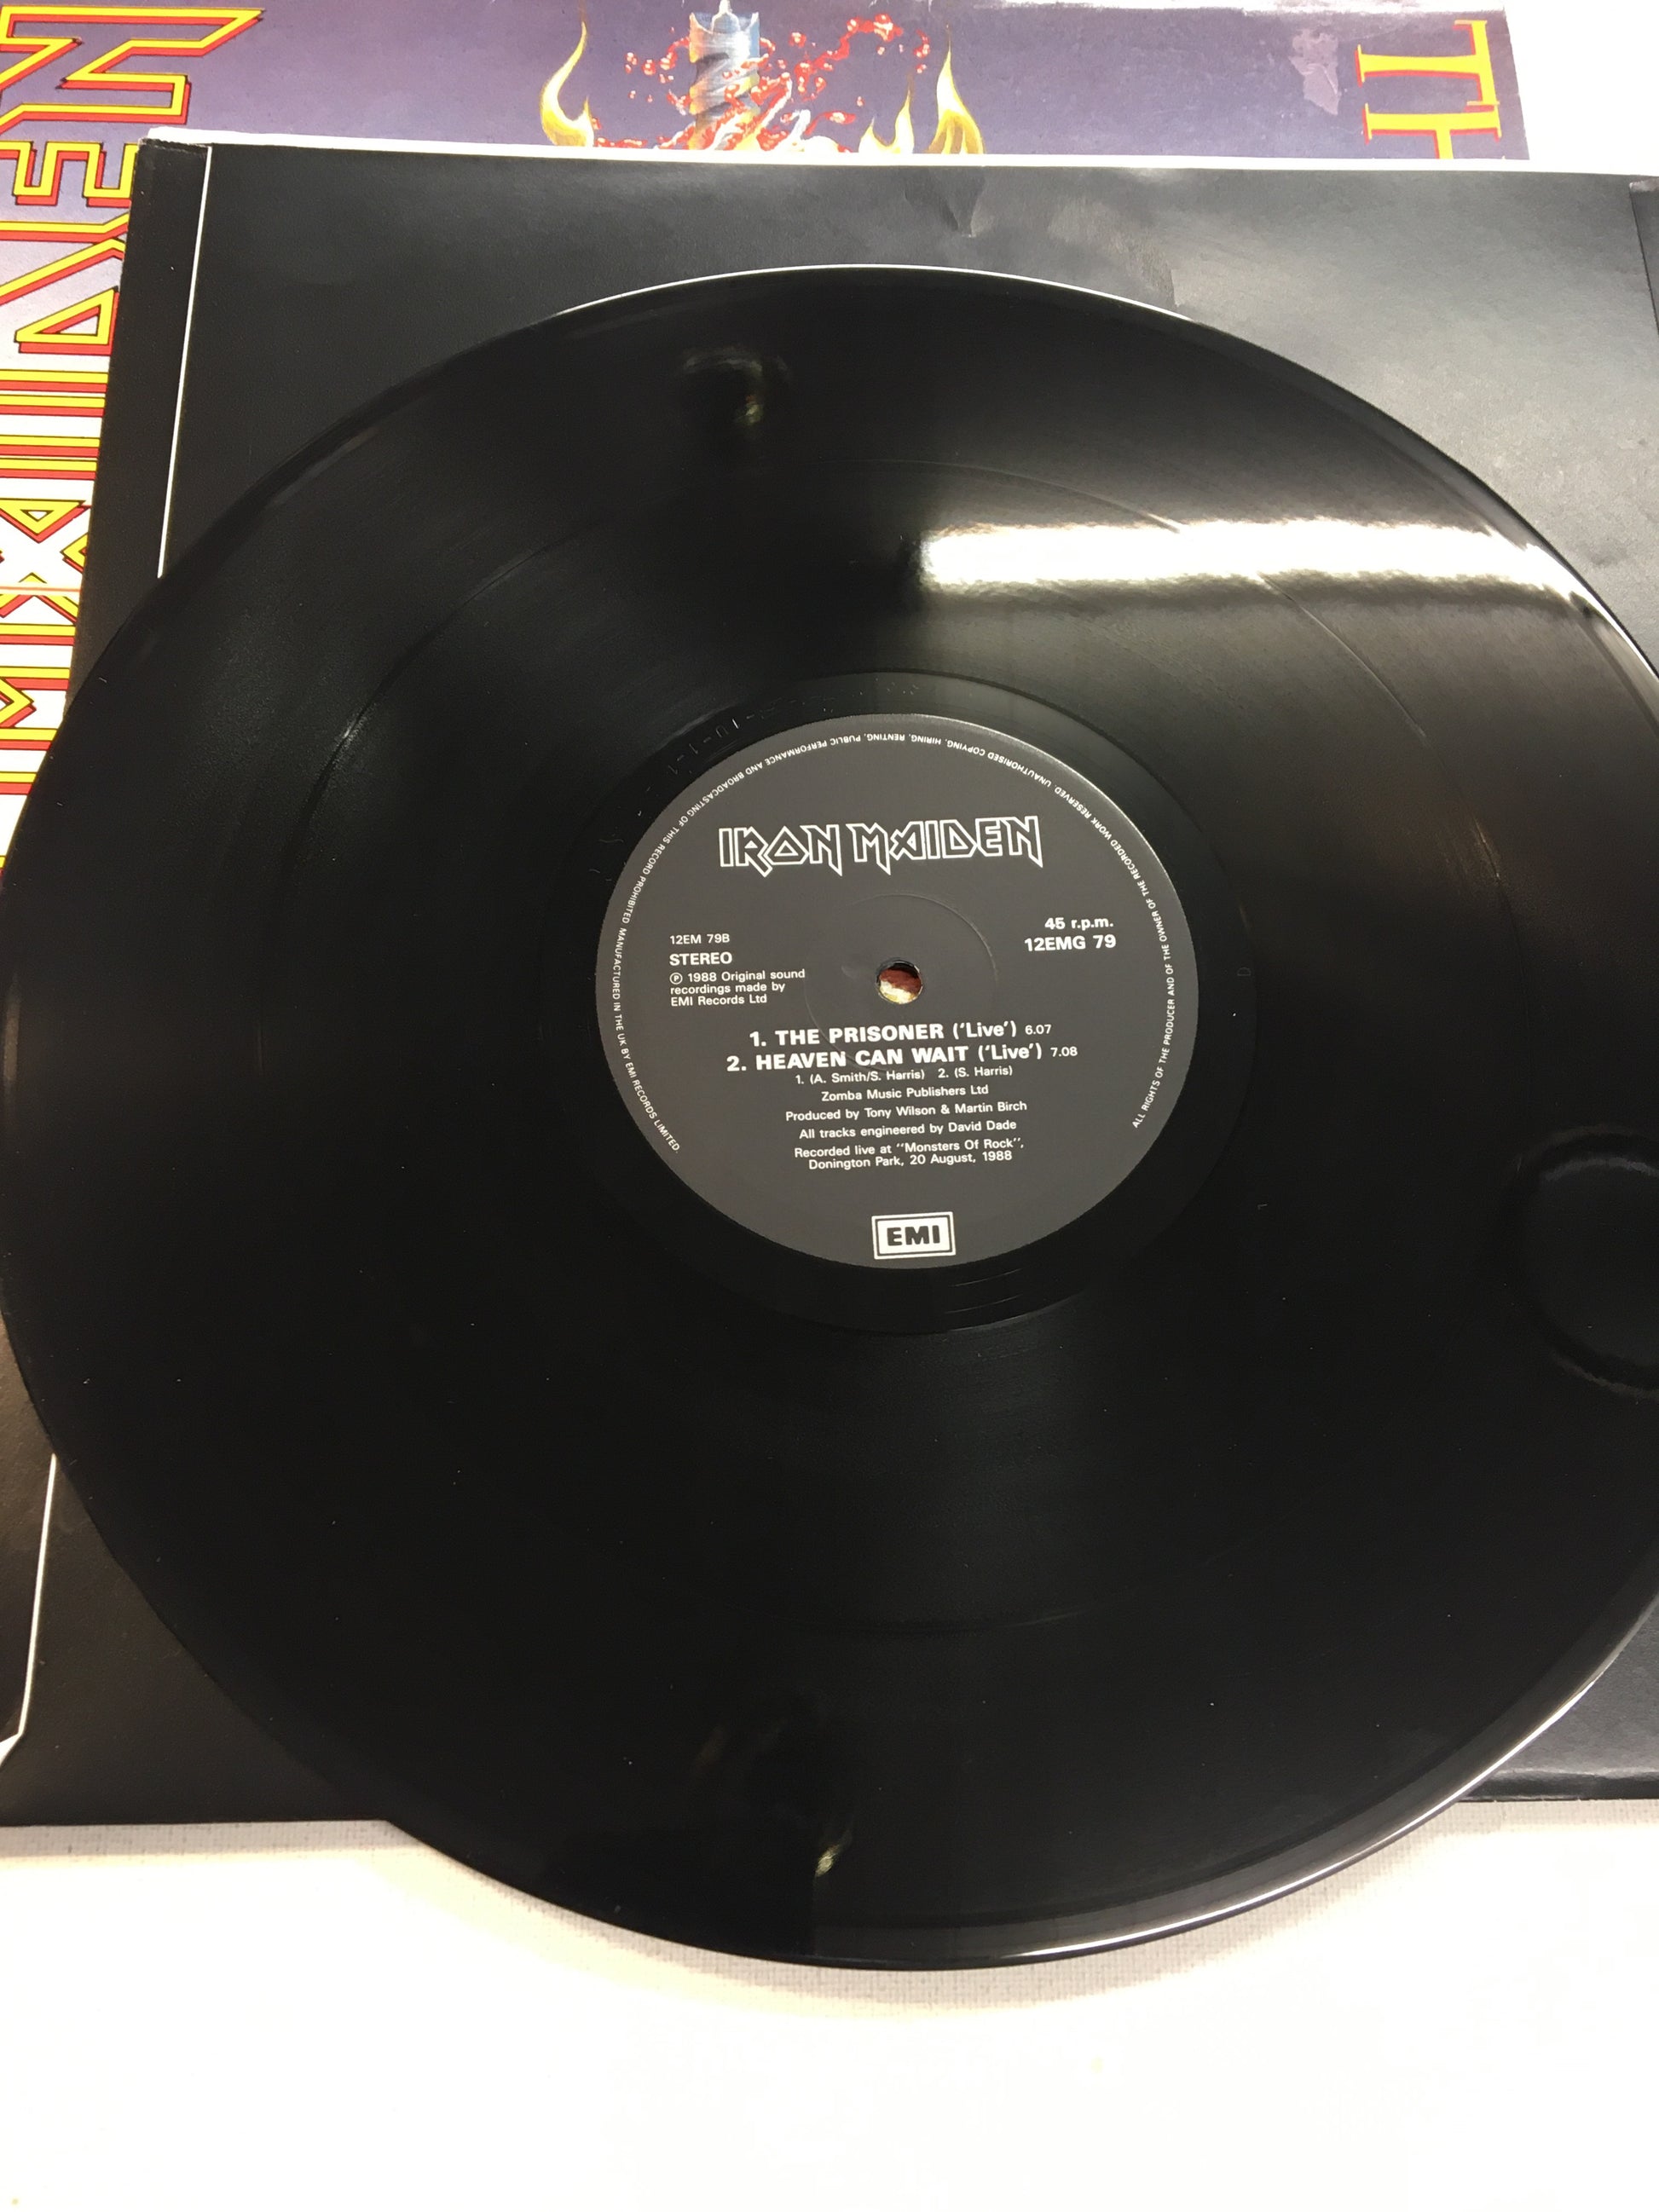 IRON MAIDEN
TH
IRON MAIDEN
45 r.p.m.
12EMG 79
12EM 79B
STEREO
Ⓟ 1988 Original sound
recordings made by
EMI Records Ltd
1. THE PRISONER ('Live') 6.07
2. HEAVEN CAN WAIT ('Live') 7.08
1. (A. Smith/S. Harris) 2. (S. Harris)
Zomba Music Publishers Ltd
Produced by Tony Wilson & Martin Birch
All tracks engineered by David Dade
Recorded live at "Monsters Of Rock",
Donington Park, 20 August, 1988
EMI
ALL RIGHTS OF THE PRODUCER AND OF THE OWNER OF THE RECORDED WORK RESERVED. UNAUTHORISED COPYING, HIRING, RENTING, PUBLIC PERFORMANCE AND BROADCASTING OF THIS RECORD PROHIBITED. MANUFACTURED IN THE UK BY EMI RECORDS LIMITED.